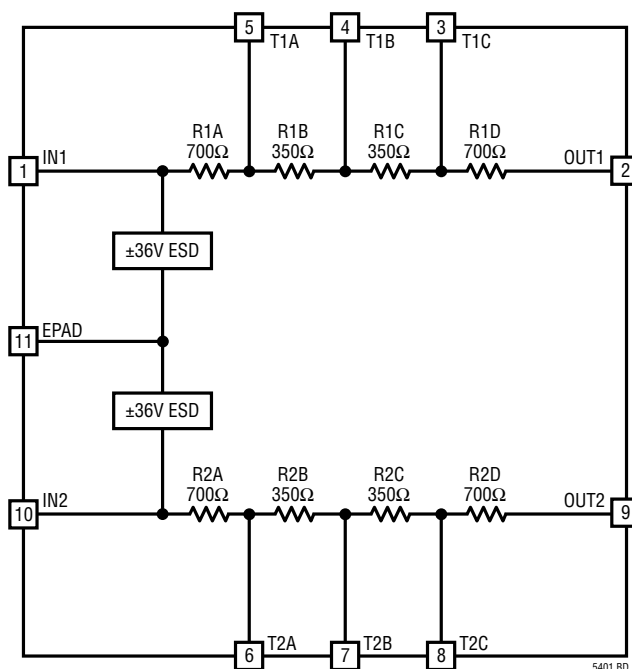 5
4
3
T1A
T1B
T1C
R1A
700Ω
R1B
350Ω
R1C
350Ω
R1D
700Ω
IN1
OUT1
1
2
±36V ESD
EPAD
11
±36V ESD
R2A
700Ω
R2B
350Ω
R2C
350Ω
R2D
700Ω
IN2
OUT2
10
9
T2A
T2B
T2C
6
7
8
5401 BD